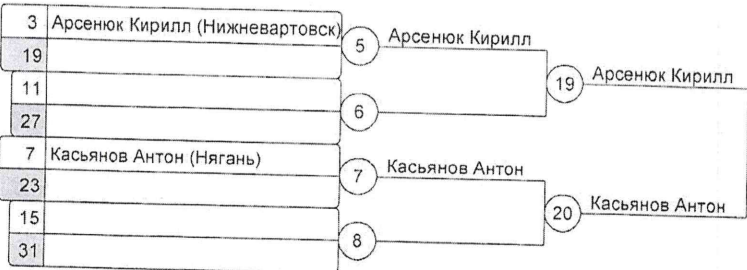 3 Арсенюк Кирилл (Нижневартовск)
19
5 Арсенюк Кирилл
11
27
6
19 Арсенюк Кирилл
7 Касьянов Антон (Нягань)
23
7 Касьянов Антон
15
31
8
20 Касьянов Антон